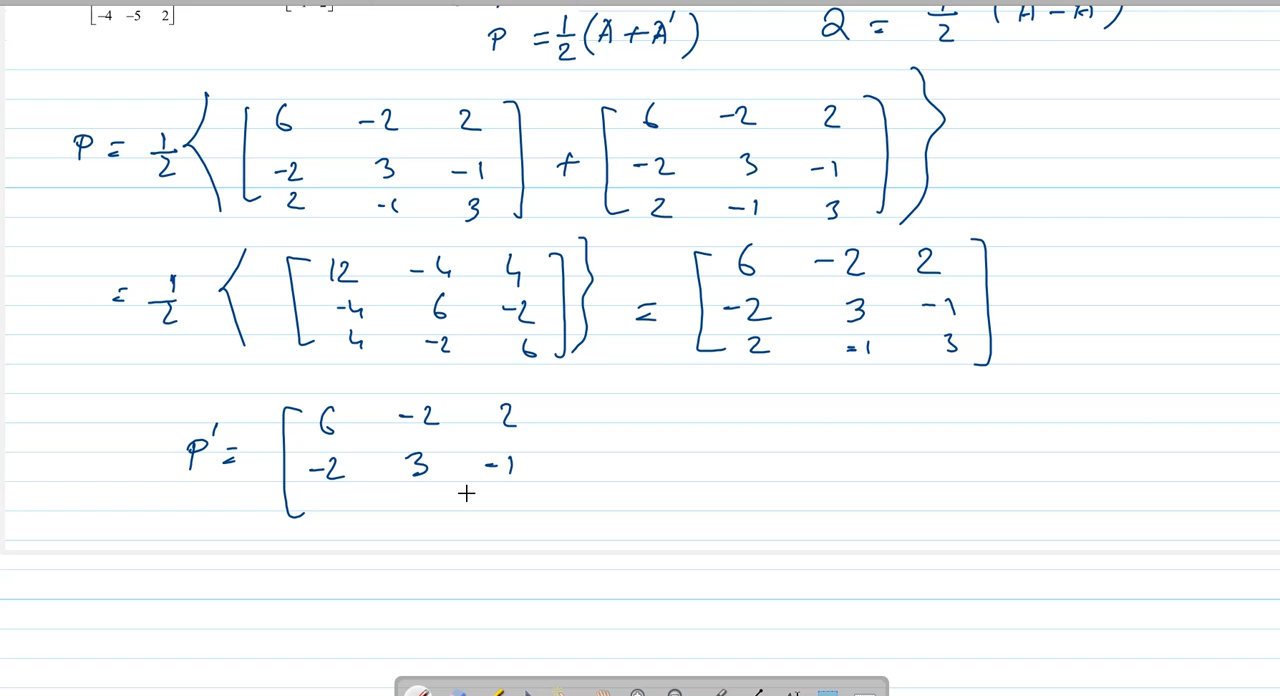 -4 -5 2
P = 1/2 (A + A') Q = 1/2 (A - A')
P = 1/2 { [ 6 -2 2 ] + [ 6 -2 2 ] }
-2 3 -1 -2 3 -1
2 -1 3 2 -1 3
= 1/2 { [ 12 -4 4 ] } = [ 6 -2 2 ]
-4 6 -2 -2 3 -1
4 -2 6 2 -1 3
P' = [ 6 -2 2
-2 3 -1